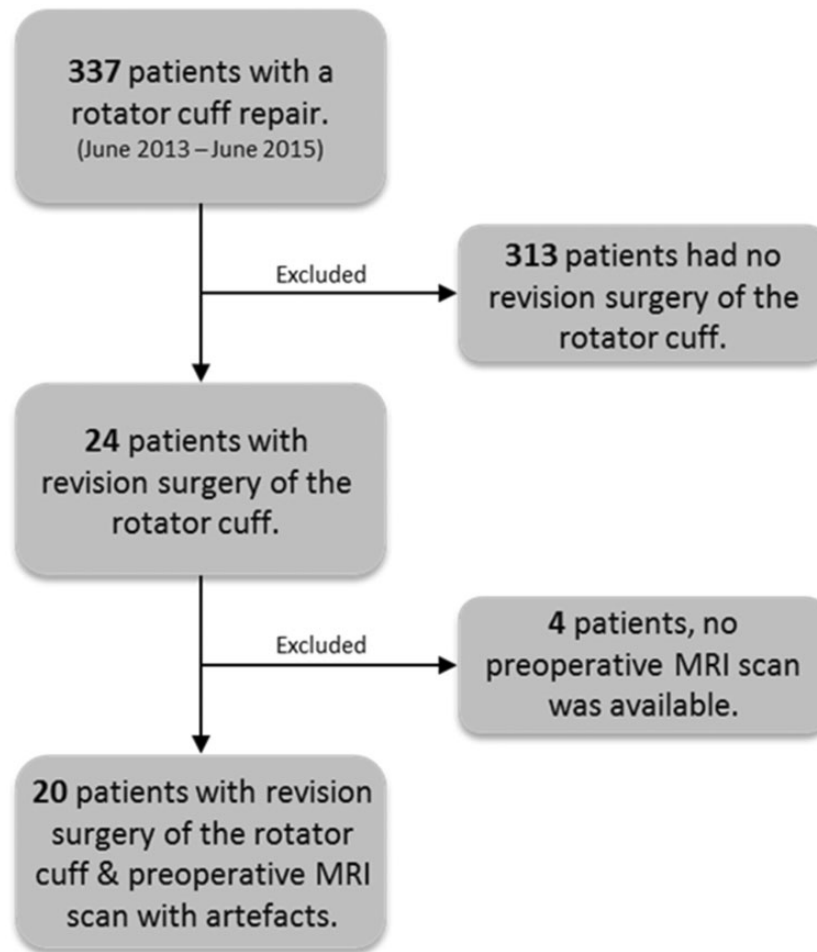 337 patients with a
rotator cuff repair.
(June 2013 – June 2015)
Excluded
313 patients had no
revision surgery of the
rotator cuff.
24 patients with
revision surgery of the
rotator cuff.
Excluded
4 patients, no
preoperative MRI scan
was available.
20 patients with revision
surgery of the rotator
cuff & preoperative MRI
scan with artefacts.